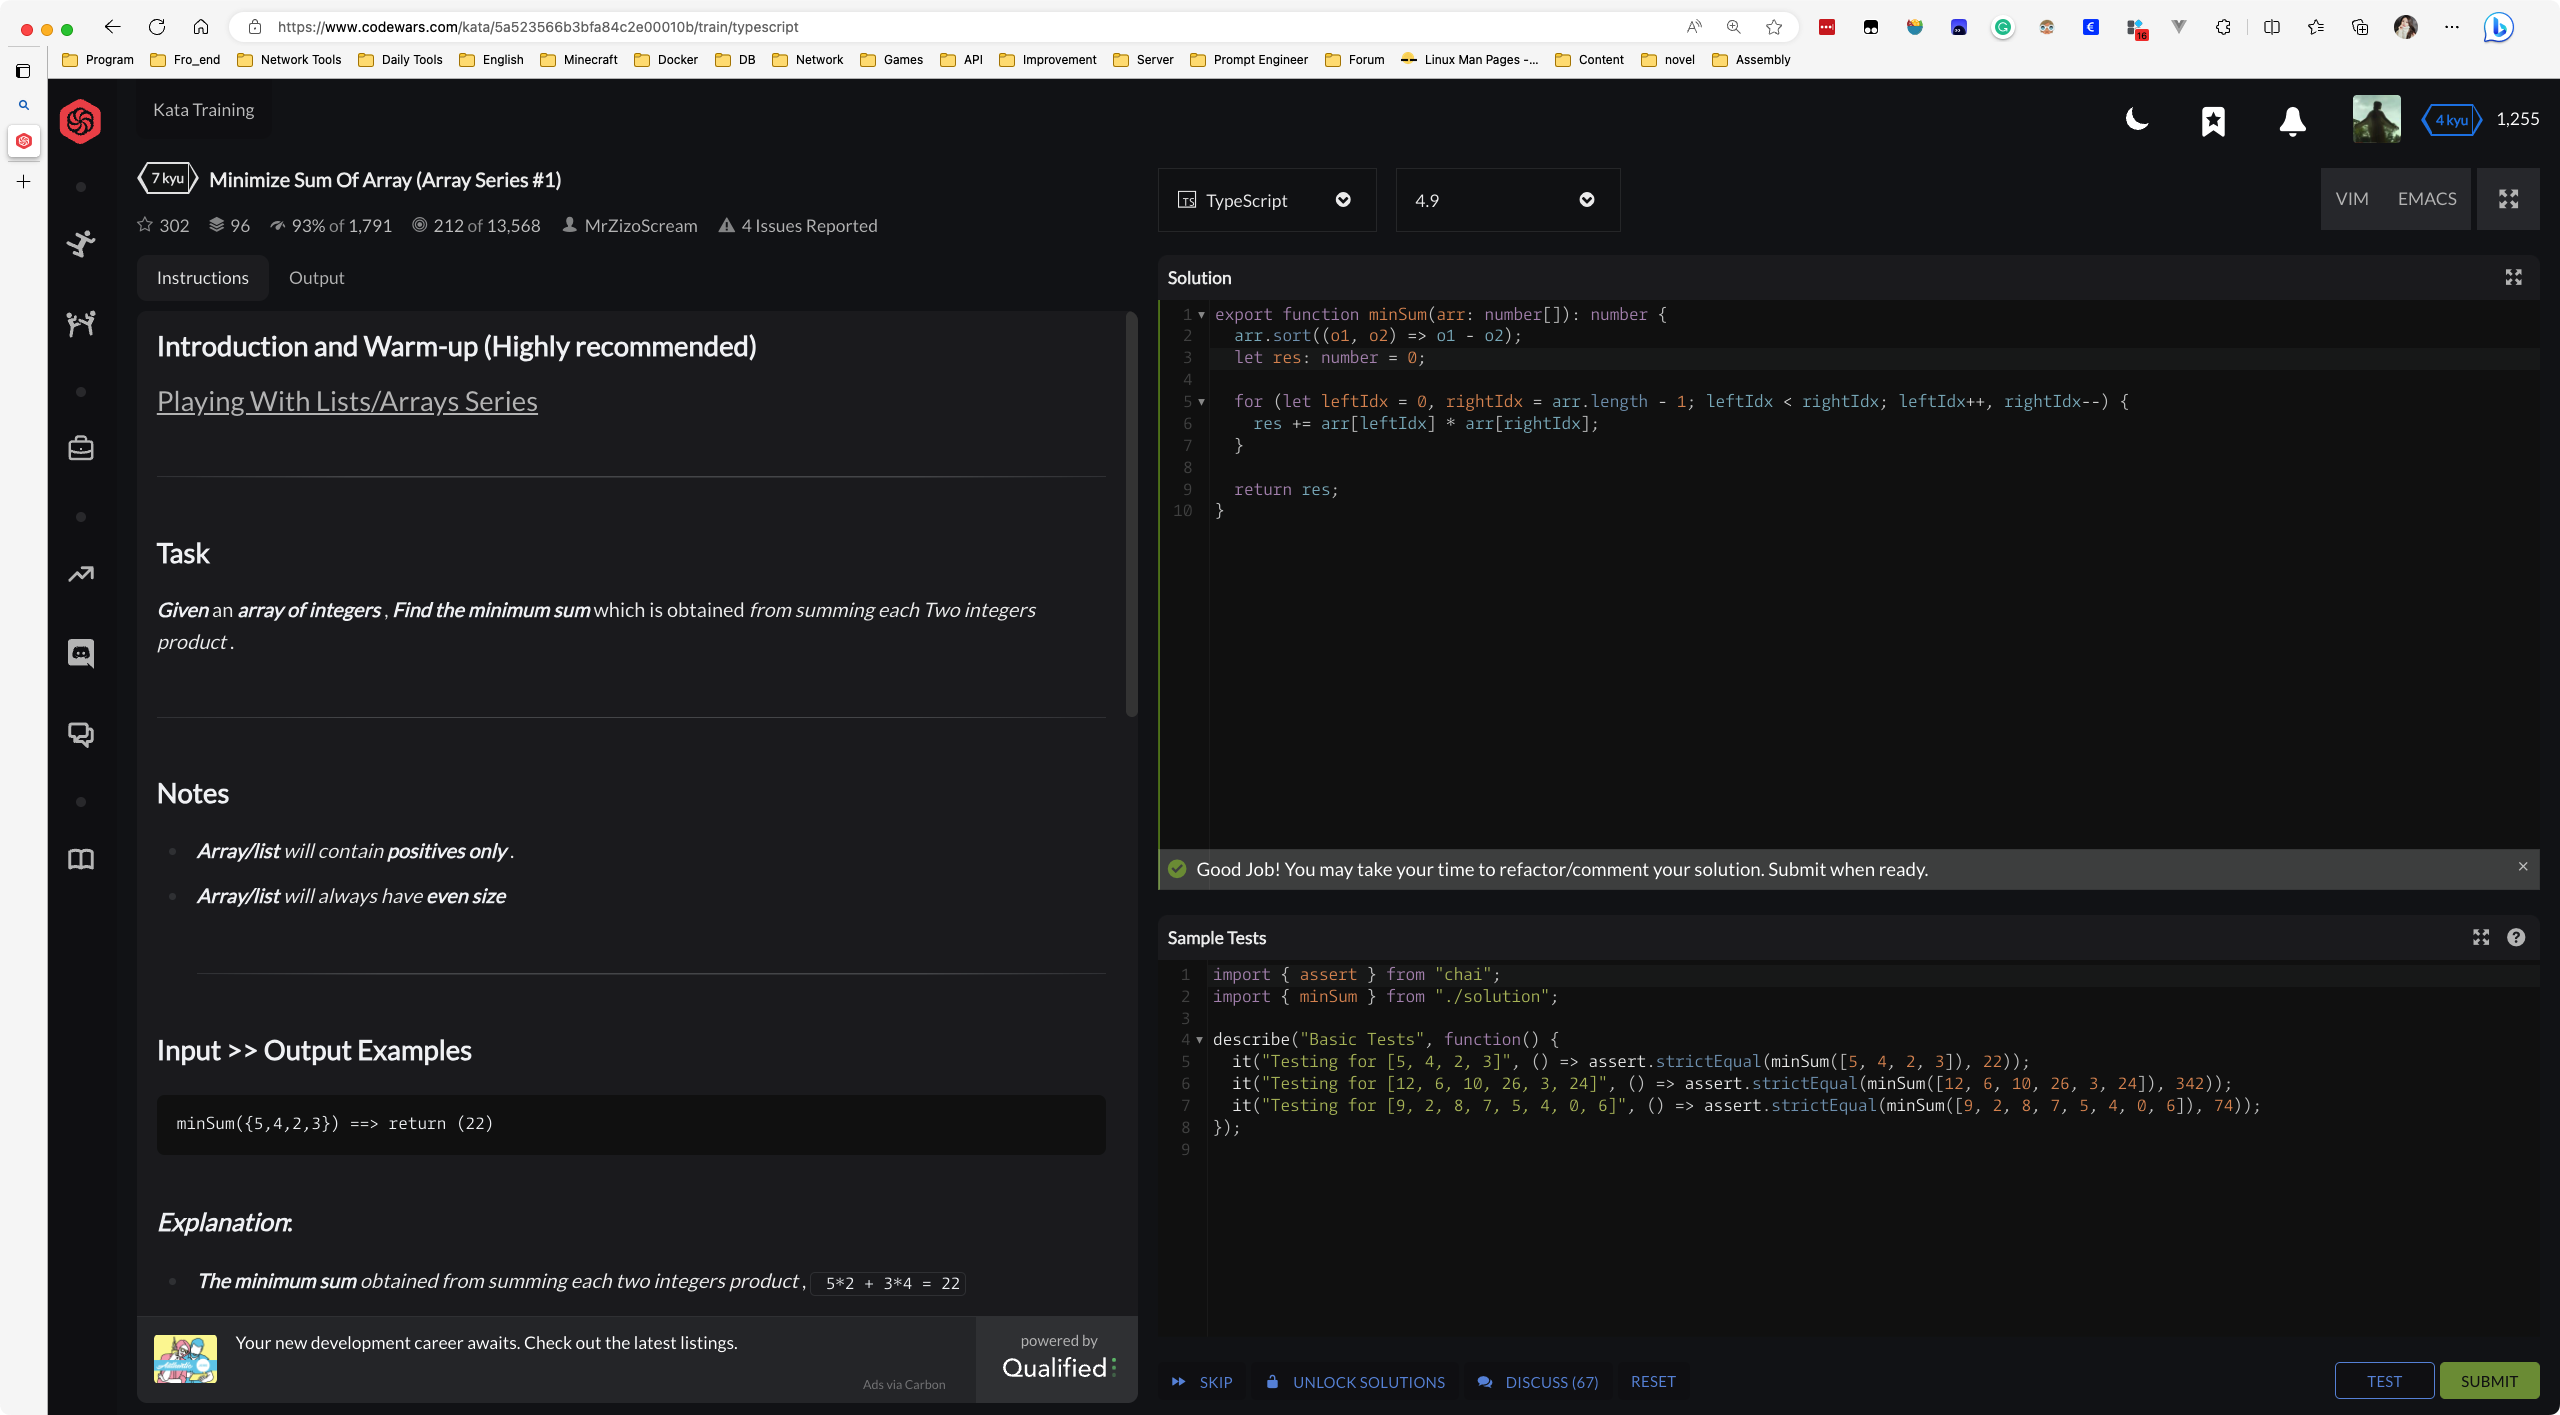 https://www.codewars.com/kata/5a523566b3bfa84c2e00010b/train/typescript
16
Program Fro_end Network Tools Daily Tools English Minecraft Docker DB Network Games API Improvement Server Prompt Engineer Forum Linux Man Pages -... Content novel Assembly
Kata Training
4 kyu 1,255
7 kyu Minimize Sum Of Array (Array Series #1)
302 96 93% of 1,791 212 of 13,568 MrZizoScream 4 Issues Reported
Instructions Output
Introduction and Warm-up (Highly recommended)
Playing With Lists/Arrays Series
Task
Given an array of integers , Find the minimum sum which is obtained from summing each Two integers
product .
Notes
Array/list will contain positives only .
Array/list will always have even size
Input >> Output Examples
minSum({5,4,2,3}) ==> return (22)
Explanation:
The minimum sum obtained from summing each two integers product , 5*2 + 3*4 = 22
Your new development career awaits. Check out the latest listings.
Ads via Carbon
powered by
Qualified
TypeScript 4.9 VIM EMACS
Solution
1 export function minSum(arr: number[]): number {
2 arr.sort((o1, o2) => o1 - o2);
3 let res: number = 0;
4
5 for (let leftIdx = 0, rightIdx = arr.length - 1; leftIdx < rightIdx; leftIdx++, rightIdx--) {
6 res += arr[leftIdx] * arr[rightIdx];
7 }
8
9 return res;
10 }
Good Job! You may take your time to refactor/comment your solution. Submit when ready.
Sample Tests
1 import { assert } from "chai";
2 import { minSum } from "./solution";
3
4 describe("Basic Tests", function() {
5 it("Testing for [5, 4, 2, 3]", () => assert.strictEqual(minSum([5, 4, 2, 3]), 22));
6 it("Testing for [12, 6, 10, 26, 3, 24]", () => assert.strictEqual(minSum([12, 6, 10, 26, 3, 24]), 342));
7 it("Testing for [9, 2, 8, 7, 5, 4, 0, 6]", () => assert.strictEqual(minSum([9, 2, 8, 7, 5, 4, 0, 6]), 74));
8 });
9
SKIP UNLOCK SOLUTIONS DISCUSS (67) RESET TEST SUBMIT